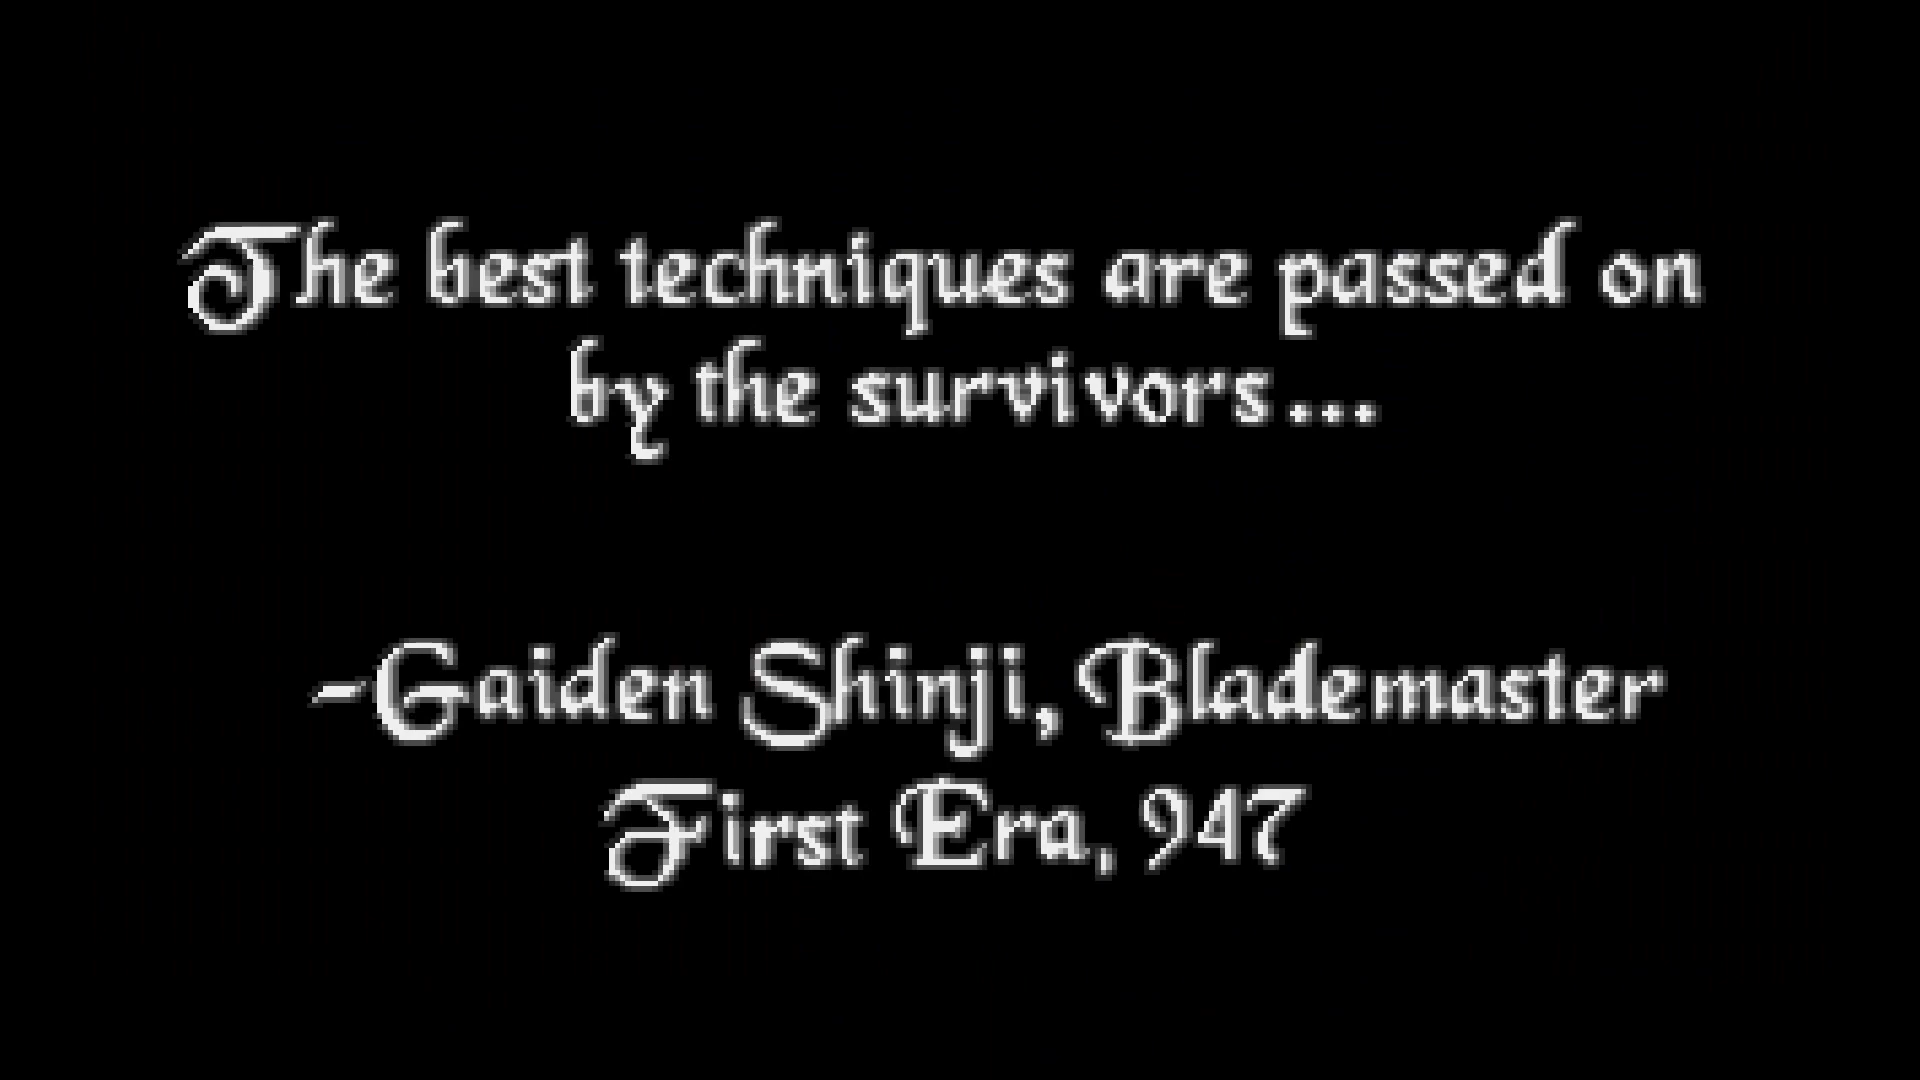 The best techniques are passed on
by the survivors...
-Gaiden Shinji, Blademaster
First Era, 947